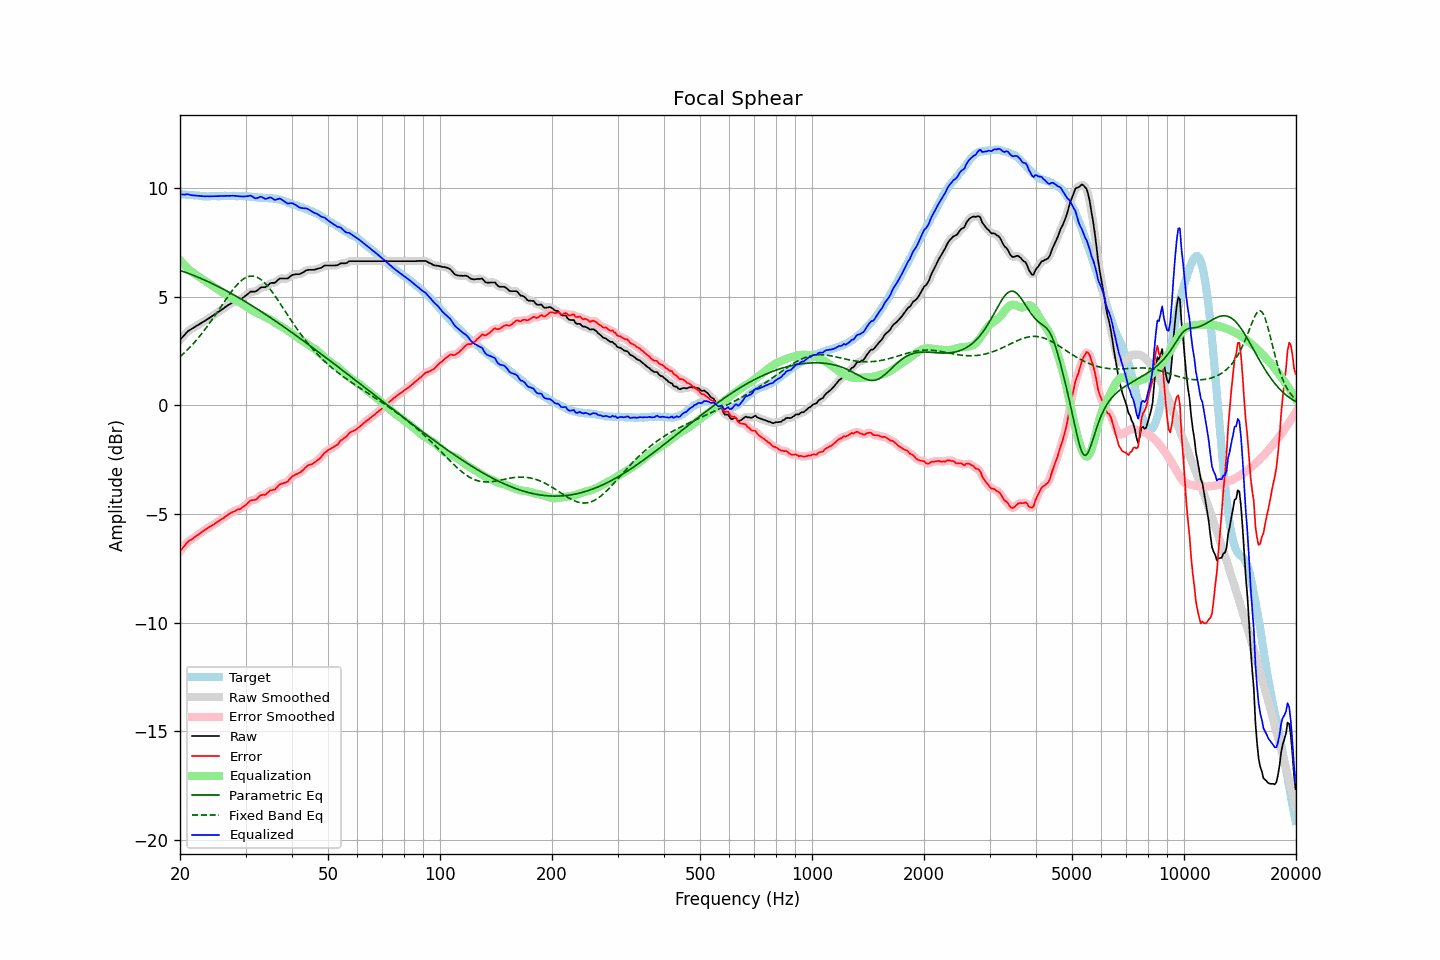 Focal Sphear
Amplitude (dBr)
10
5
0
−5
−10
−15
−20
Target
Raw Smoothed
Error Smoothed
Raw
Error
Equalization
Parametric Eq
Fixed Band Eq
Equalized
20 50 100 200 500 1000 2000 5000 10000 20000
Frequency (Hz)